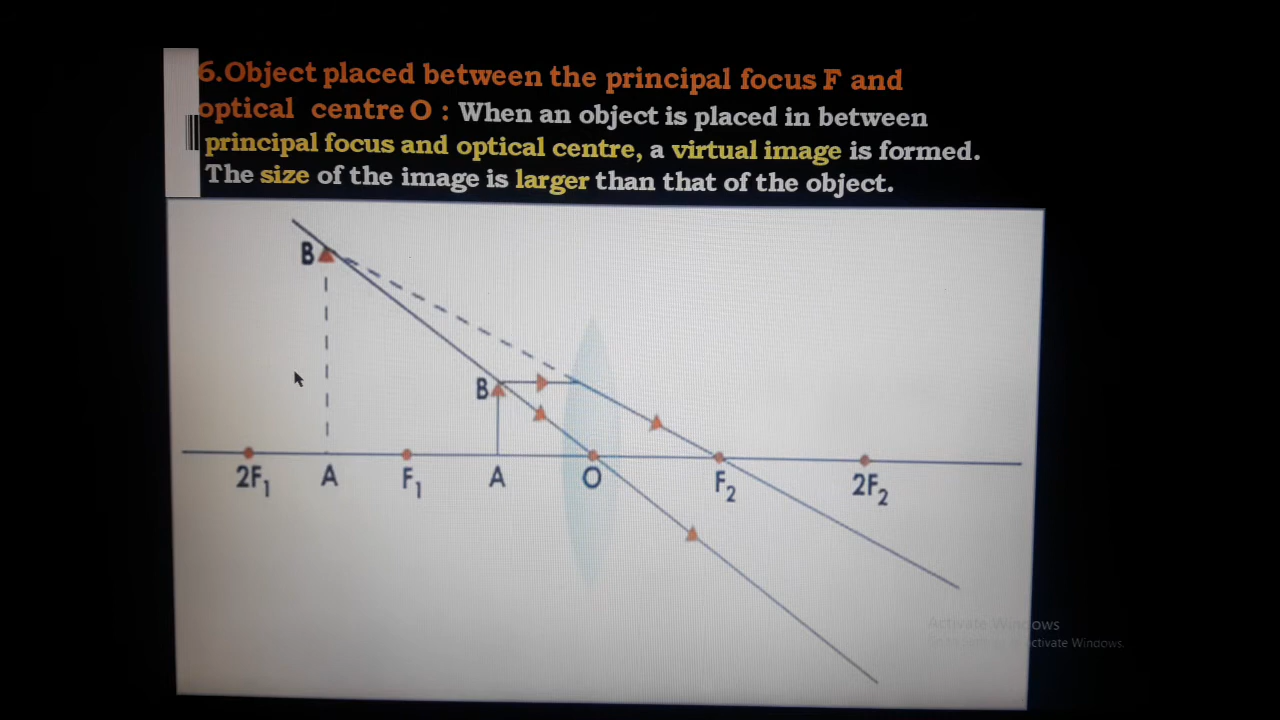 6.Object placed between the principal focus F and
optical centre O : When an object is placed in between
principal focus and optical centre, a virtual image is formed.
The size of the image is larger than that of the object.
B
B
2F₁ A F₁ A O F₂ 2F₂
Activate Windows
ctivate Windows.